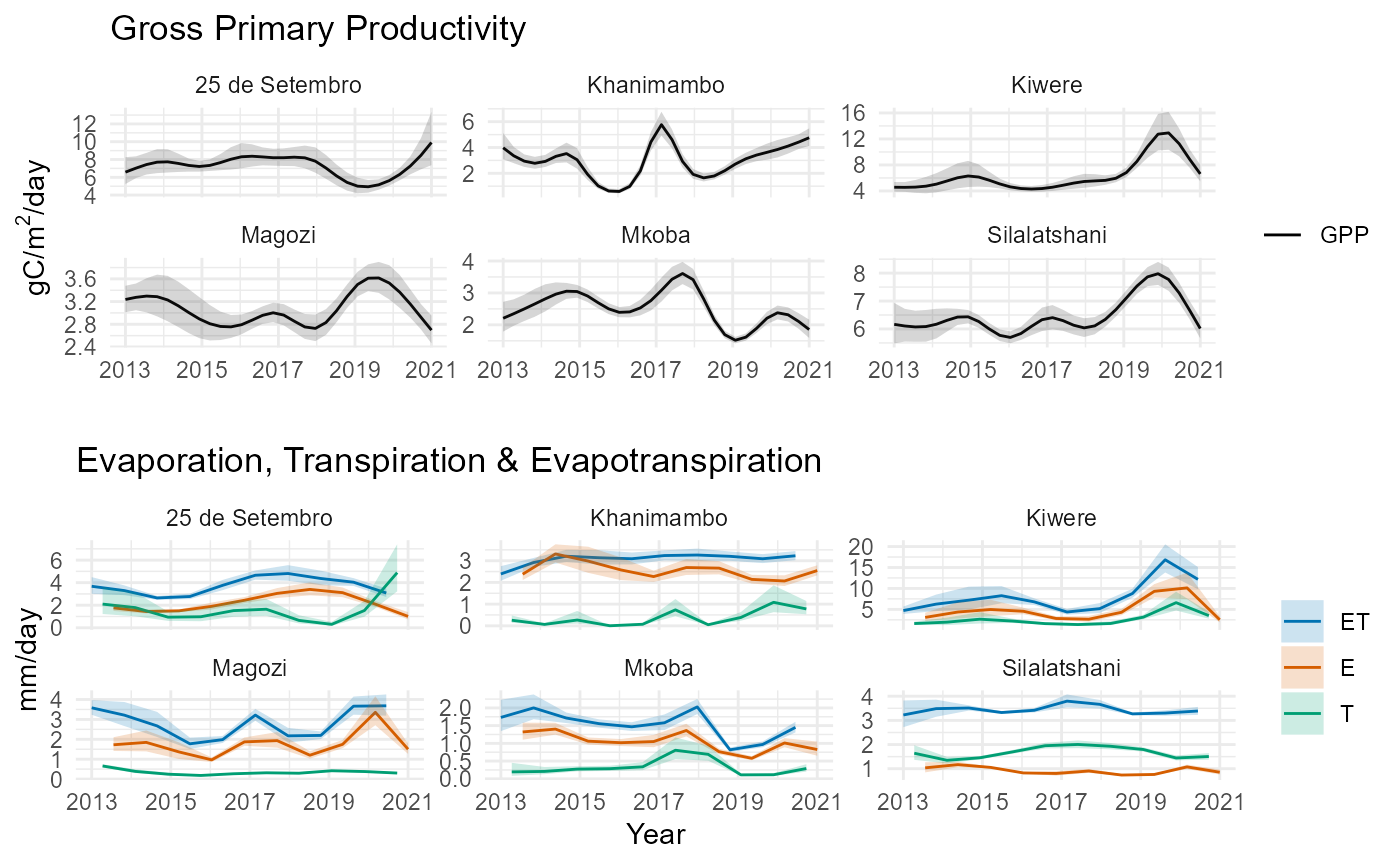 Gross Primary Productivity
25 de Setembro
Khanimambo
Kiwere
12
10
8
6
4
6
4
2
16
12
8
4
gC/m²/day
GPP
Magozi
Mkoba
Silalatshani
3.6
3.2
2.8
2.4
4
3
2
8
7
6
2013 2015 2017 2019 2021
2013 2015 2017 2019 2021
2013 2015 2017 2019 2021
Evaporation, Transpiration & Evapotranspiration
25 de Setembro
Khanimambo
Kiwere
6
4
2
0
3
2
1
0
20
15
10
5
mm/day
ET
E
T
Magozi
Mkoba
Silalatshani
4
3
2
1
0
2.0
1.5
1.0
0.5
0.0
4
3
2
1
2013 2015 2017 2019 2021
2013 2015 2017 2019 2021
2013 2015 2017 2019 2021
Year